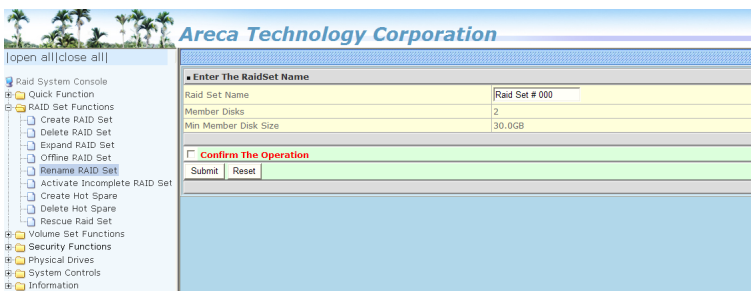 Areca Technology Corporation
|open all|close all|
Raid System Console
Quick Function
RAID Set Functions
Create RAID Set
Delete RAID Set
Expand RAID Set
Offline RAID Set
Rename RAID Set
Activate Incomplete RAID Set
Create Hot Spare
Delete Hot Spare
Rescue Raid Set
Volume Set Functions
Security Functions
Physical Drives
System Controls
Information
Enter The RaidSet Name
Raid Set Name Raid Set # 000
Member Disks 2
Min Member Disk Size 30.0GB
Confirm The Operation
Submit Reset